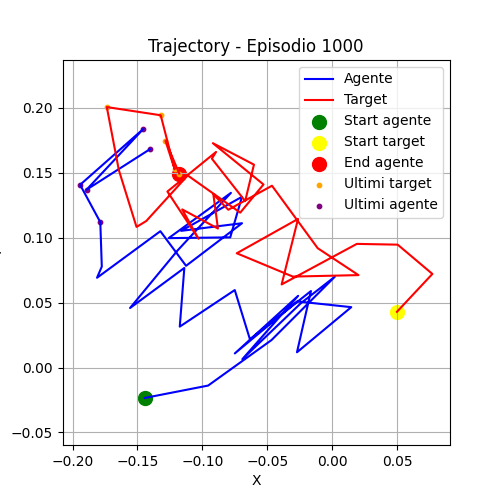 Trajectory - Episodio 1000
Agente
Target
Start agente
Start target
End agente
Ultimi target
Ultimi agente
0.20
0.15
0.10
0.05
0.00
−0.05
−0.20
−0.15
−0.10
−0.05
0.00
0.05
X